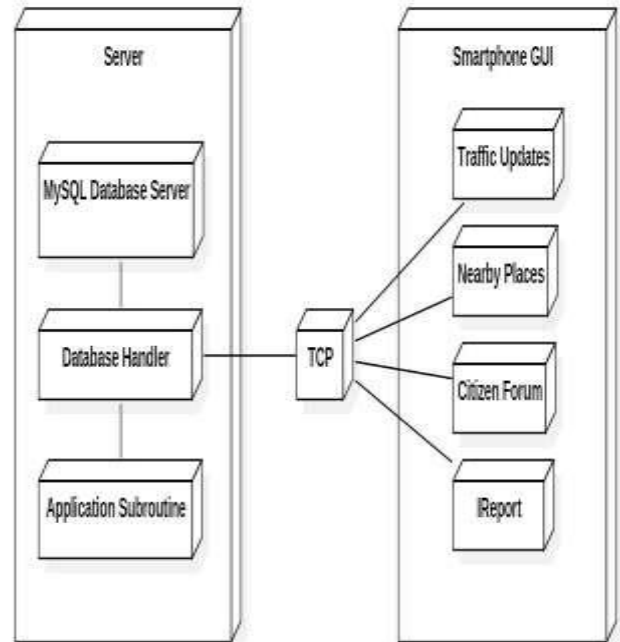 Server
MySQL Database Server
Database Handler
Application Subroutine
TCP
Smartphone GUI
Traffic Updates
Nearby Places
Citizen Forum
IReport